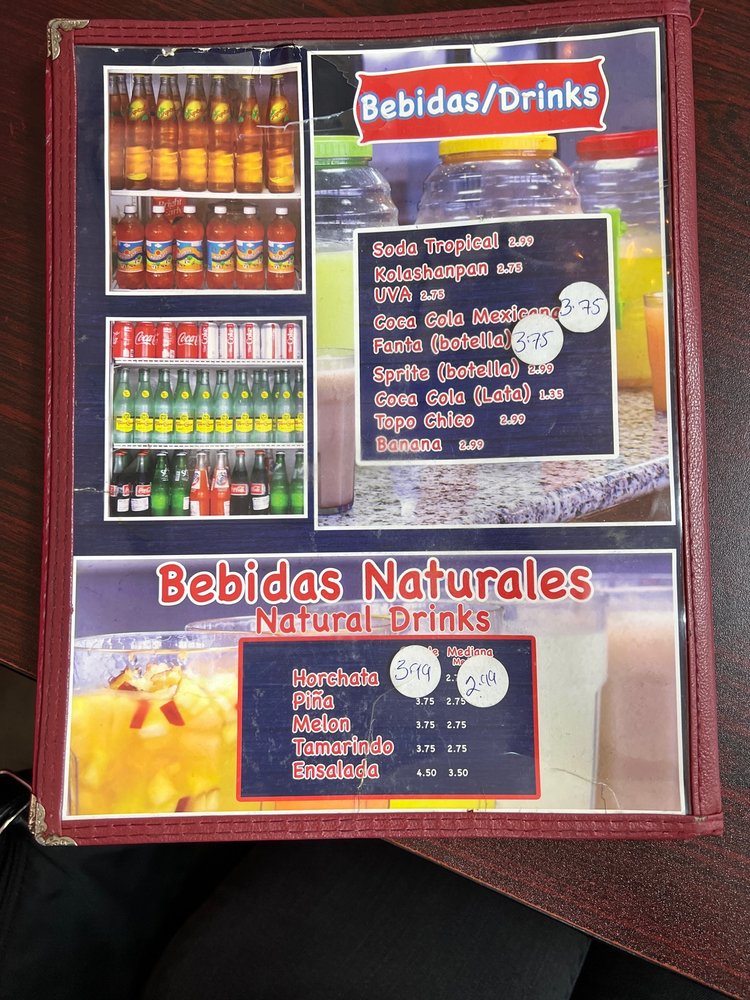 Bebidas/Drinks
Soda Tropical 2.99
Kolashanpan 2.75
UVA 2.75
Coca Cola Mexicana 3.75
Fanta (botella) 3.75
Sprite (botella) 2.99
Coca Cola (Lata) 1.35
Topo Chico 2.99
Banana 2.99
Bebidas Naturales
Natural Drinks
Mediana
Horchata 3.99 2.99
Piña 3.75 2.75
Melon 3.75 2.75
Tamarindo 3.75 2.75
Ensalada 4.50 3.50